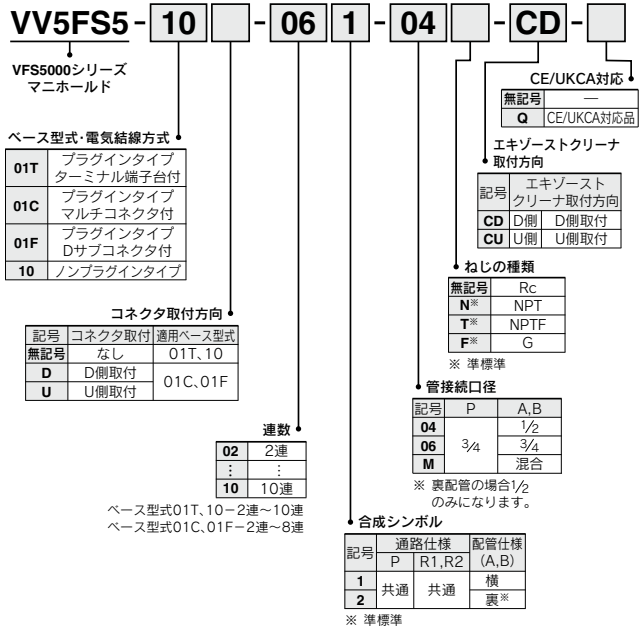 VV5FS5-10□-061-04□-CD-□
VFS5000シリーズ
マニホールド
CE/UKCA対応
無記号 —
Q CE/UKCA対応品
ベース型式・電気結線方式
01T プラグインタイプ
ターミナル端子台付
01C プラグインタイプ
マルチコネクタ付
01F プラグインタイプ
Dサブコネクタ付
10 ノンプラグインタイプ
エキゾーストクリーナ
取付方向
記号 エキゾースト
クリーナ取付方向
CD D側 D側取付
CU U側 U側取付
ねじの種類
無記号 Rc
N※ NPT
T※ NPTF
F※ G
※ 準標準
コネクタ取付方向
記号 コネクタ取付 適用ベース型式
無記号 なし 01T、10
D D側取付 01C、01F
U U側取付
管接続口径
記号 P A,B
04 3/4 1/2
06 3/4
M 混合
※ 裏配管の場合1/2
のみになります。
連数
02 2連
⋮ ⋮
10 10連
ベース型式01T、10−2連〜10連
ベース型式01C、01F−2連〜8連
合成シンボル
記号 通路仕様 配管仕様
P R1,R2 (A,B)
1 共通 共通 横
2 裏※
※ 準標準